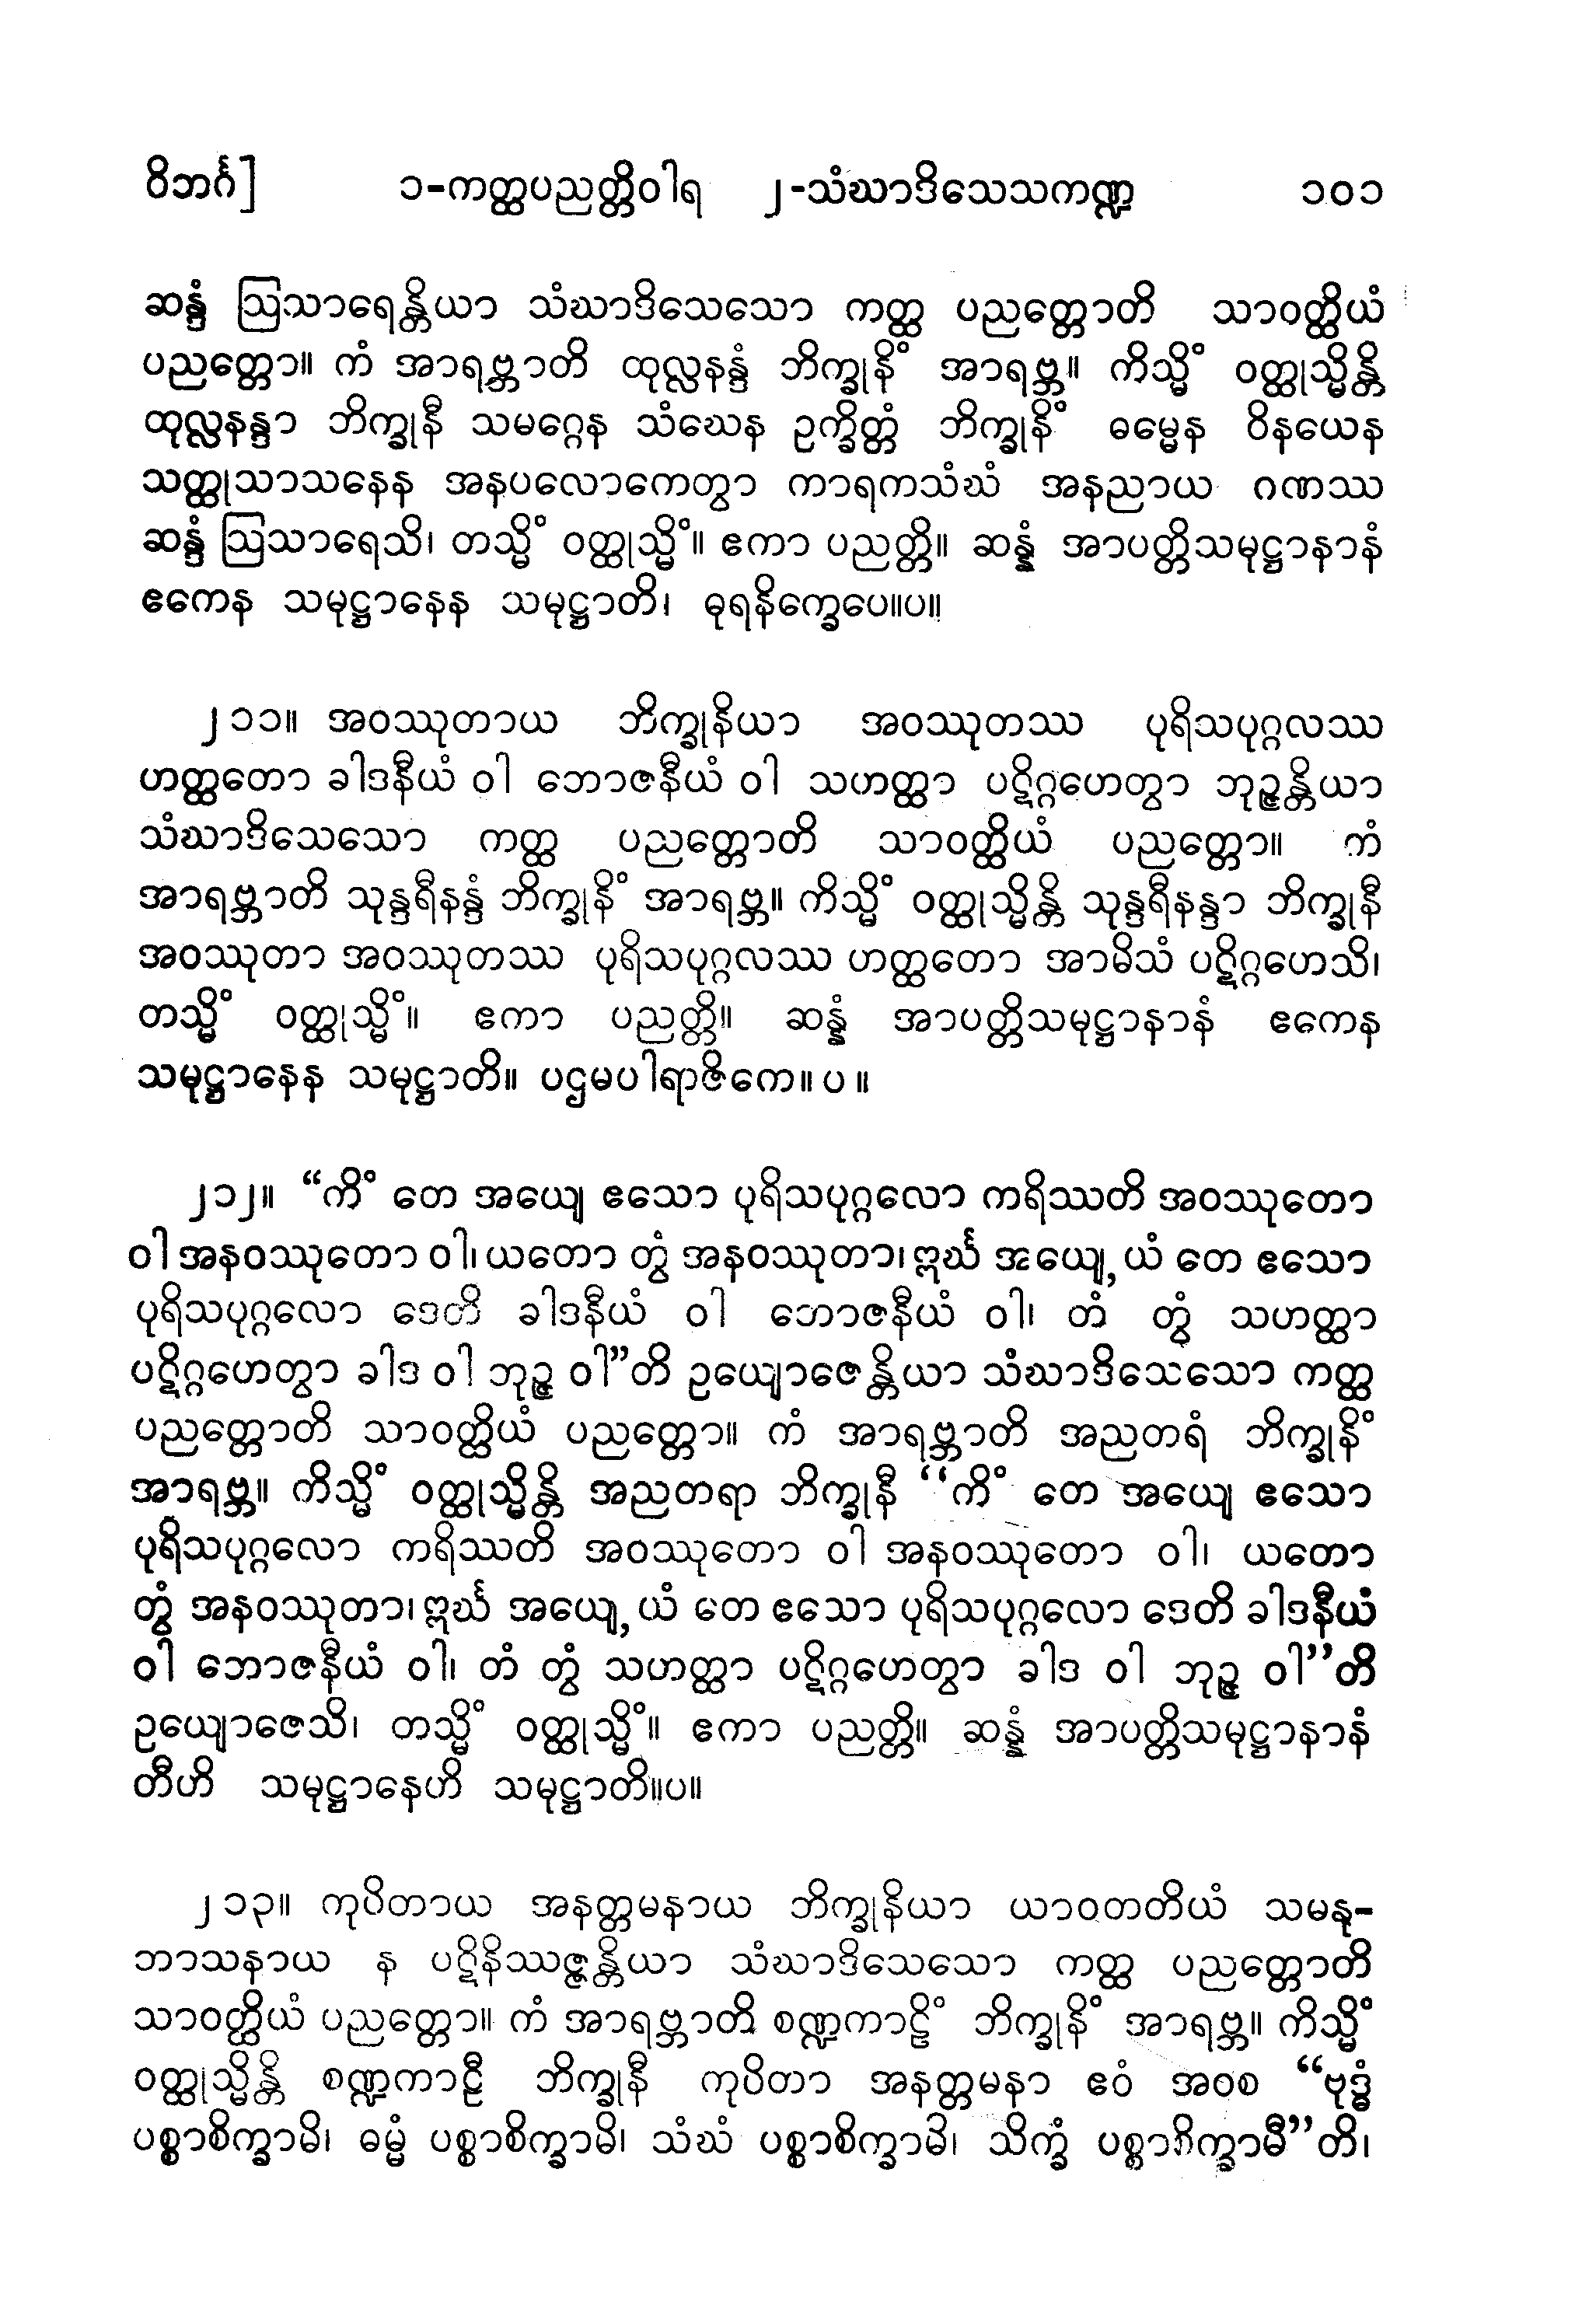 ဝိဘင်္ဂ] ၁-ကတ္ထပညတ္တိဝါရ ၂-သံဃာဒိသေသကဏ္ဍ ၁၀၁
ဆန္ဒံ ဩသာရေန္တိယာ သံဃာဒိသေသော ကတ္ထ ပညတ္တောတိ သာဝတ္ထိယံ
ပညတ္တော။ ကံ အာရဗ္ဘာတိ ထုလ္လနန္ဒံ ဘိက္ခုနိံ အာရဗ္ဘ။ ကိသ္မိံ ဝတ္ထုသ္မိန္တိ
ထုလ္လနန္ဒာ ဘိက္ခုနီ သမဂ္ဂေန သံဃေန ဥက္ခိတ္တံ ဘိက္ခုနိံ ဓမ္မေန ဝိနယေန
သတ္ထုသာသနေန အနပလောကေတွာ ကာရကသံဃံ အနညာယ ဂဏဿ
ဆန္ဒံ ဩသာရေသိ၊ တသ္မိံ ဝတ္ထုသ္မိံ။ ဧကာ ပညတ္တိ။ ဆန္နံ အာပတ္တိသမုဋ္ဌာနာနံ
ဧကေန သမုဋ္ဌာနေန သမုဋ္ဌာတိ၊ ဓုရနိက္ခေပေ။ပ။
၂၁၁။ အဝဿုတာယ ဘိက္ခုနိယာ အဝဿုတဿ ပုရိသပုဂ္ဂလဿ
ဟတ္ထတော ခါဒနီယံ ဝါ ဘောဇနီယံ ဝါ သဟတ္ထာ ပဋိဂ္ဂဟေတွာ ဘုဉ္ဇန္တိယာ
သံဃာဒိသေသော ကတ္ထ ပညတ္တောတိ သာဝတ္ထိယံ ပညတ္တော။ ကံ
အာရဗ္ဘာတိ သုန္ဒရီနန္ဒံ ဘိက္ခုနိံ အာရဗ္ဘ။ ကိသ္မိံ ဝတ္ထုသ္မိန္တိ သုန္ဒရီနန္ဒာ ဘိက္ခုနီ
အဝဿုတာ အဝဿုတဿ ပုရိသပုဂ္ဂလဿ ဟတ္ထတော အာမိသံ ပဋိဂ္ဂဟေသိ၊
တသ္မိံ ဝတ္ထုသ္မိံ။ ဧကာ ပညတ္တိ။ ဆန္နံ အာပတ္တိသမုဋ္ဌာနာနံ ဧကေန
သမုဋ္ဌာနေန သမုဋ္ဌာတိ။ ပဌမပါရာဇိကေ။ ပ ။
၂၁၂။ “ကိံ တေ အယျေ ဧသော ပုရိသပုဂ္ဂလော ကရိဿတိ အဝဿုတော
ဝါ အနဝဿုတော ဝါ၊ ယတော တွံ အနဝဿုတာ၊ ဣင်္ဃ အယျေ, ယံ တေ ဧသော
ပုရိသပုဂ္ဂလော ဒေတိ ခါဒနီယံ ဝါ ဘောဇနီယံ ဝါ၊ တံ တွံ သဟတ္ထာ
ပဋိဂ္ဂဟေတွာ ခါဒ ဝါ ဘုဉ္ဇ ဝါ”တိ ဥယျောဇေန္တိယာ သံဃာဒိသေသော ကတ္ထ
ပညတ္တောတိ သာဝတ္ထိယံ ပညတ္တော။ ကံ အာရဗ္ဘာတိ အညတရံ ဘိက္ခုနိံ
အာရဗ္ဘ။ ကိသ္မိံ ဝတ္ထုသ္မိန္တိ အညတရာ ဘိက္ခုနီ “ကိံ တေ အယျေ ဧသော
ပုရိသပုဂ္ဂလော ကရိဿတိ အဝဿုတော ဝါ အနဝဿုတော ဝါ၊ ယတော
တွံ အနဝဿုတာ၊ ဣင်္ဃ အယျေ, ယံ တေ ဧသော ပုရိသပုဂ္ဂလော ဒေတိ ခါဒနီယံ
ဝါ ဘောဇနီယံ ဝါ၊ တံ တွံ သဟတ္ထာ ပဋိဂ္ဂဟေတွာ ခါဒ ဝါ ဘုဉ္ဇ ဝါ”တိ
ဥယျောဇေသိ၊ တသ္မိံ ဝတ္ထုသ္မိံ။ ဧကာ ပညတ္တိ။ ဆန္နံ အာပတ္တိသမုဋ္ဌာနာနံ
တီဟိ သမုဋ္ဌာနေဟိ သမုဋ္ဌာတိ။ပ။
၂၁၃။ ကုပိတာယ အနတ္တမနာယ ဘိက္ခုနိယာ ယာဝတတိယံ သမနု-
ဘာသနာယ န ပဋိနိဿဇ္ဇန္တိယာ သံဃာဒိသေသော ကတ္ထ ပညတ္တောတိ
သာဝတ္ထိယံ ပညတ္တော။ ကံ အာရဗ္ဘာတိ စဏ္ဍကာဠိံ ဘိက္ခုနိံ အာရဗ္ဘ။ ကိသ္မိံ
ဝတ္ထုသ္မိန္တိ စဏ္ဍကာဠီ ဘိက္ခုနီ ကုပိတာ အနတ္တမနာ ဧဝံ အဝစ “ဗုဒ္ဓံ
ပစ္စာစိက္ခာမိ၊ ဓမ္မံ ပစ္စာစိက္ခာမိ၊ သံဃံ ပစ္စာစိက္ခာမိ၊ သိက္ခံ ပစ္စာစိက္ခာမီ”တိ၊